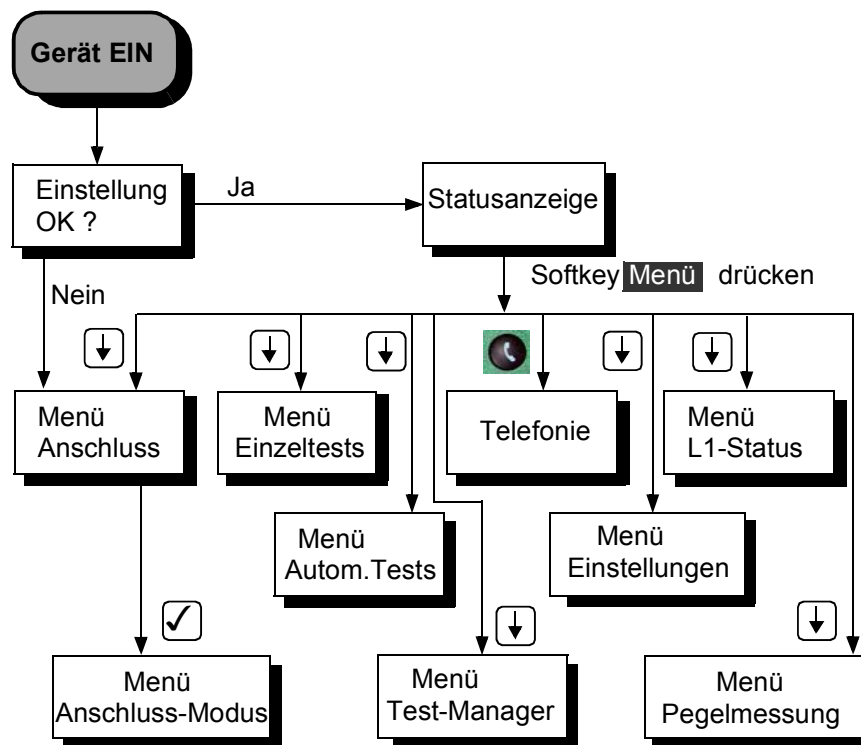 Gerät EIN
Einstellung
OK ?
Ja
Statusanzeige
Nein
Softkey Menü drücken
Menü
Anschluss
Menü
Einzeltests
Telefonie
Menü
L1-Status
Menü
Autom.Tests
Menü
Einstellungen
Menü
Anschluss-Modus
Menü
Test-Manager
Menü
Pegelmessung